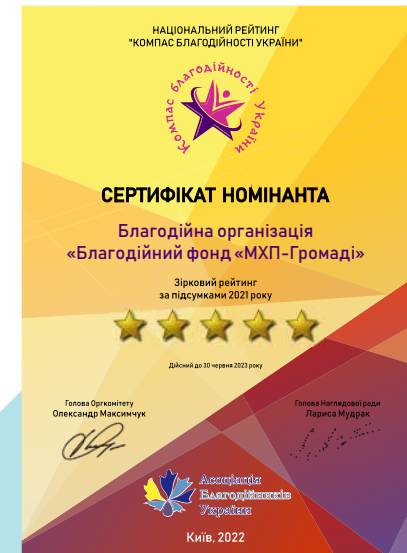 НАЦІОНАЛЬНИЙ РЕЙТИНГ
"КОМПАС БЛАГОДІЙНОСТІ УКРАЇНИ"
Компас благодійності України
СЕРТИФІКАТ НОМІНАНТА
Благодійна організація
«Благодійний фонд «МХП-Громаді»
Зірковий рейтинг
за підсумками 2021 року
Дійсний до 30 червня 2023 року
Голова Оргкомітету
Олександр Максимчук
Голова Наглядової ради
Лариса Мудрак
Асоціація
Благодійників
України
Київ, 2022